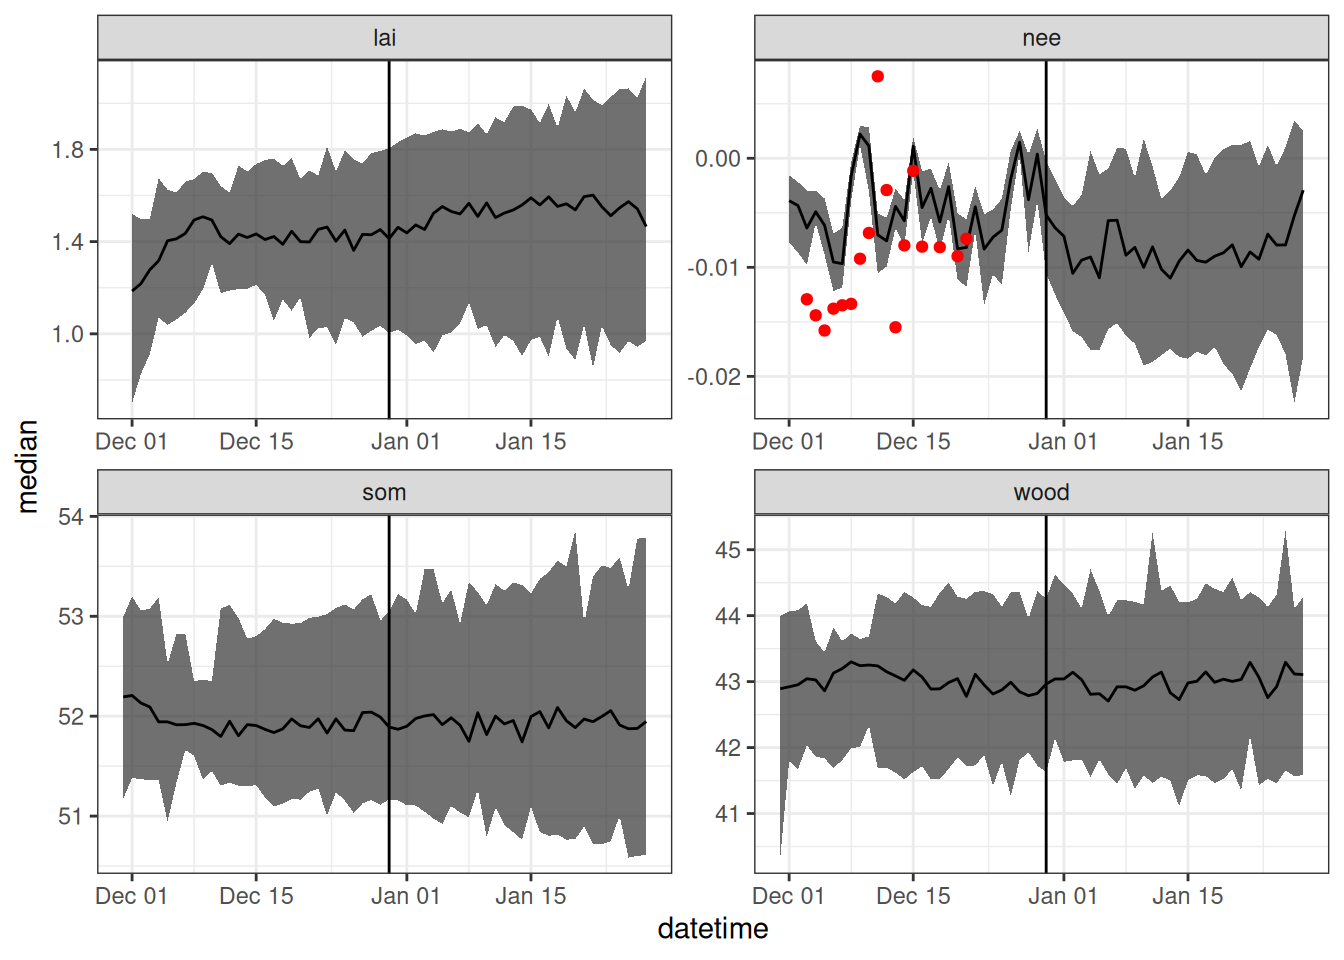 lai
nee
1.8
1.4
1.0
0.00
-0.01
-0.02
Dec 01 Dec 15 Jan 01 Jan 15
Dec 01 Dec 15 Jan 01 Jan 15
median
som
wood
54
53
52
51
45
44
43
42
41
Dec 01 Dec 15 Jan 01 Jan 15
Dec 01 Dec 15 Jan 01 Jan 15
datetime